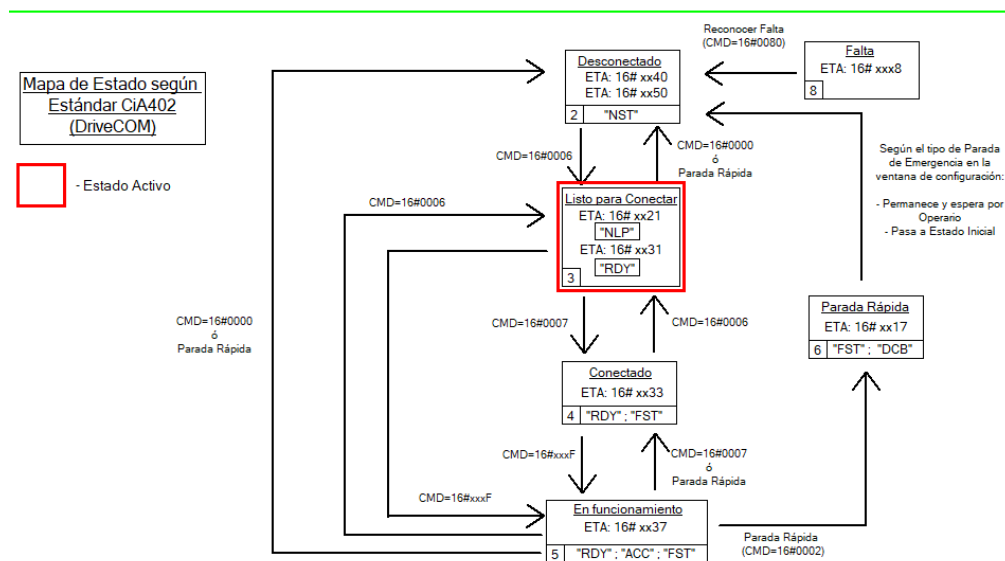 Mapa de Estado según
Estándar CiA402
(DriveCOM)
- Estado Activo
Reconocer Falta
(CMD=16#0080)
Desconectado
ETA: 16# xx40
ETA: 16# xx50
2 "NST"
Falta
ETA: 16# xxx8
8
CMD=16#0006
CMD=16#0000
ó
Parada Rápida
Según el tipo de Parada
de Emergencia en la
ventana de configuración:
- Permanece y espera por
Operario
- Pasa a Estado Inicial
CMD=16#0006
Listo para Conectar
ETA: 16# xx21
"NLP"
ETA: 16# xx31
"RDY"
3
CMD=16#0000
ó
Parada Rápida
CMD=16#0007
CMD=16#0006
Parada Rápida
ETA: 16# xx17
6 "FST" ; "DCB"
Conectado
ETA: 16# xx33
4 "RDY" ; "FST"
CMD=16#xxxF
CMD=16#0007
ó
Parada Rápida
CMD=16#xxxF
En funcionamiento
ETA: 16# xx37
5 "RDY" ; "ACC" ; "FST"
Parada Rápida
(CMD=16#0002)